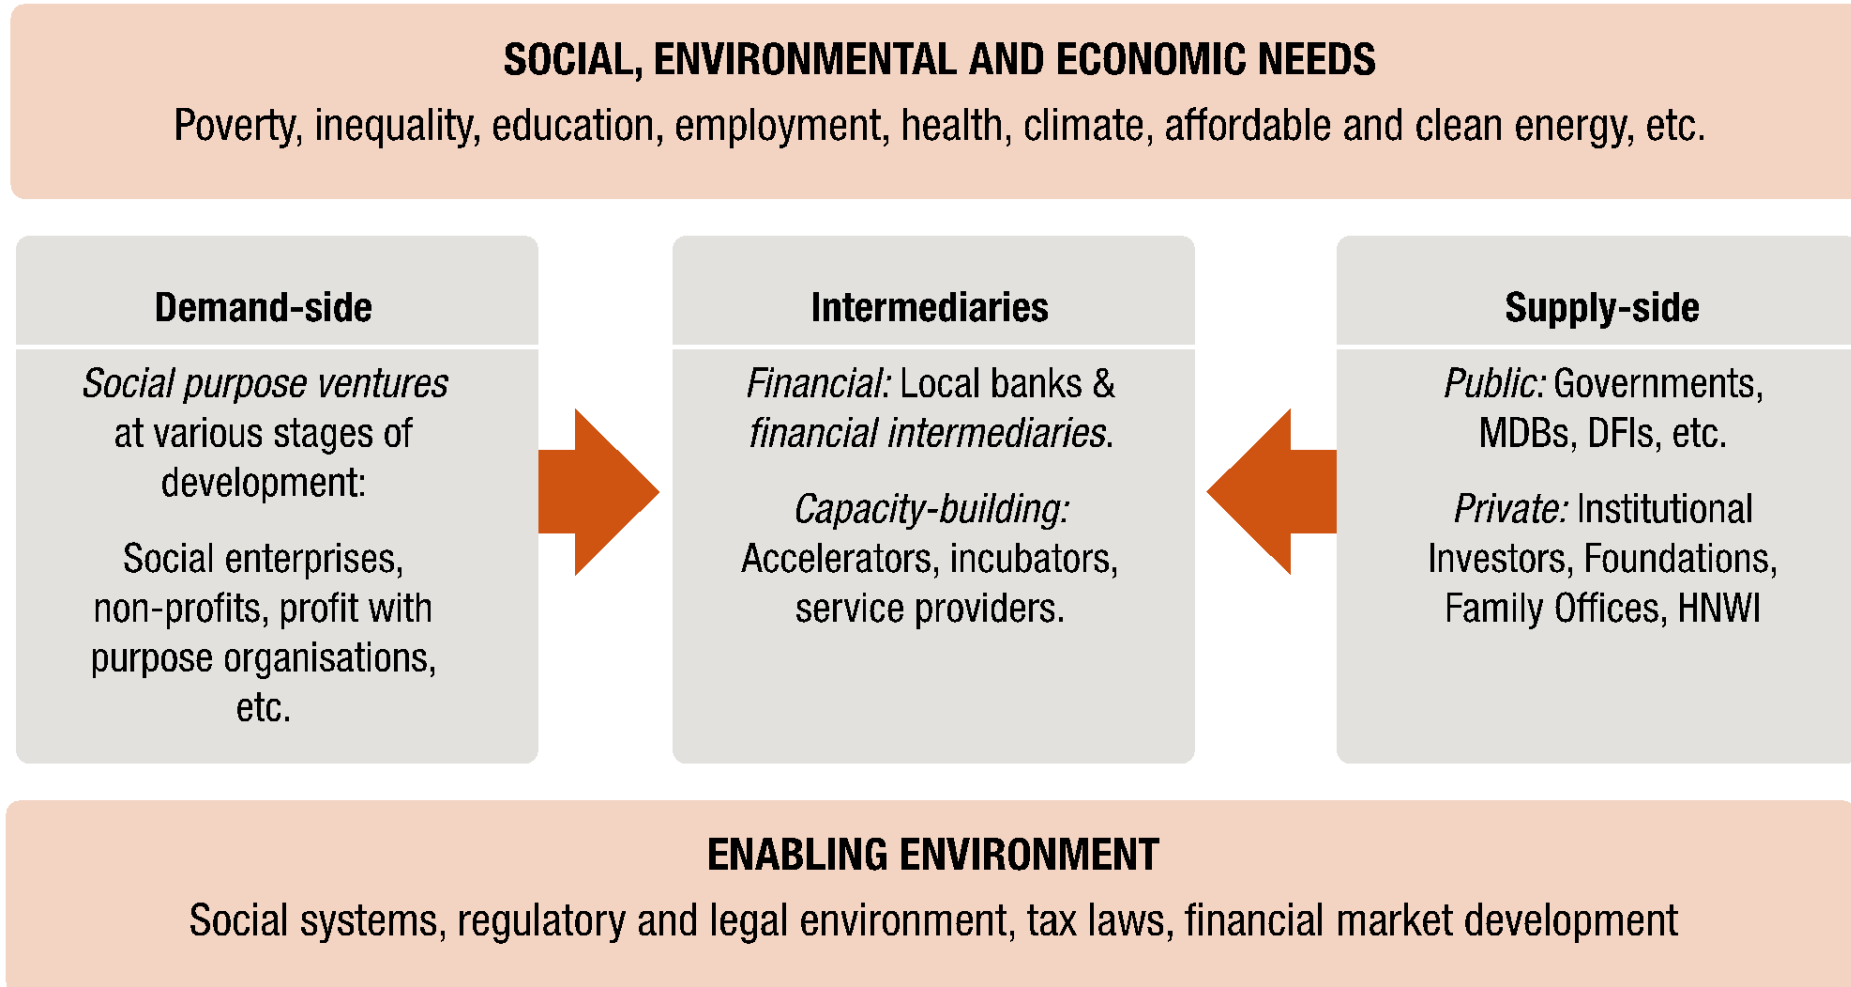 SOCIAL, ENVIRONMENTAL AND ECONOMIC NEEDS
Poverty, inequality, education, employment, health, climate, affordable and clean energy, etc.
Demand-side
Social purpose ventures
at various stages of
development:
Social enterprises,
non-profits, profit with
purpose organisations,
etc.
Intermediaries
Financial: Local banks &
financial intermediaries.
Capacity-building:
Accelerators, incubators,
service providers.
Supply-side
Public: Governments,
MDBs, DFIs, etc.
Private: Institutional
Investors, Foundations,
Family Offices, HNWI
ENABLING ENVIRONMENT
Social systems, regulatory and legal environment, tax laws, financial market development